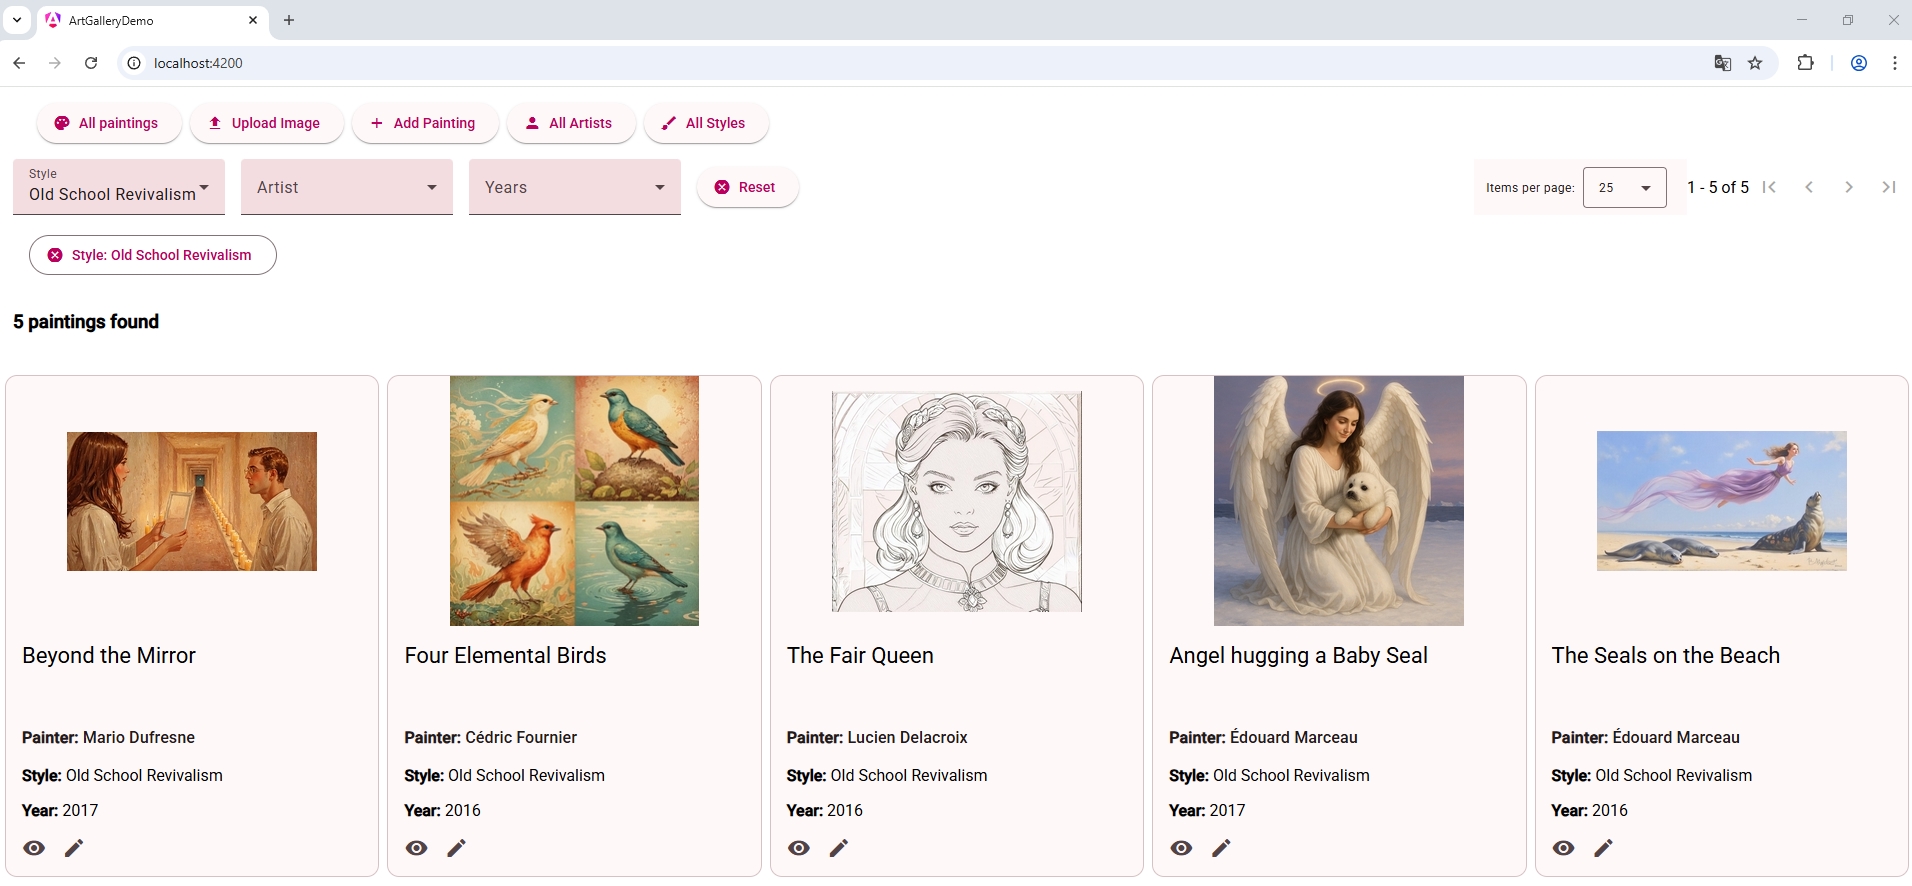 ArtGalleryDemo
localhost:4200
All paintings
Upload Image
Add Painting
All Artists
All Styles
Style
Old School Revivalism
Artist
Years
Reset
Items per page:
25
1 - 5 of 5
Style: Old School Revivalism
5 paintings found
Beyond the Mirror
Painter: Mario Dufresne
Style: Old School Revivalism
Year: 2017
Four Elemental Birds
Painter: Cédric Fournier
Style: Old School Revivalism
Year: 2016
The Fair Queen
Painter: Lucien Delacroix
Style: Old School Revivalism
Year: 2016
Angel hugging a Baby Seal
Painter: Édouard Marceau
Style: Old School Revivalism
Year: 2017
The Seals on the Beach
Painter: Édouard Marceau
Style: Old School Revivalism
Year: 2016